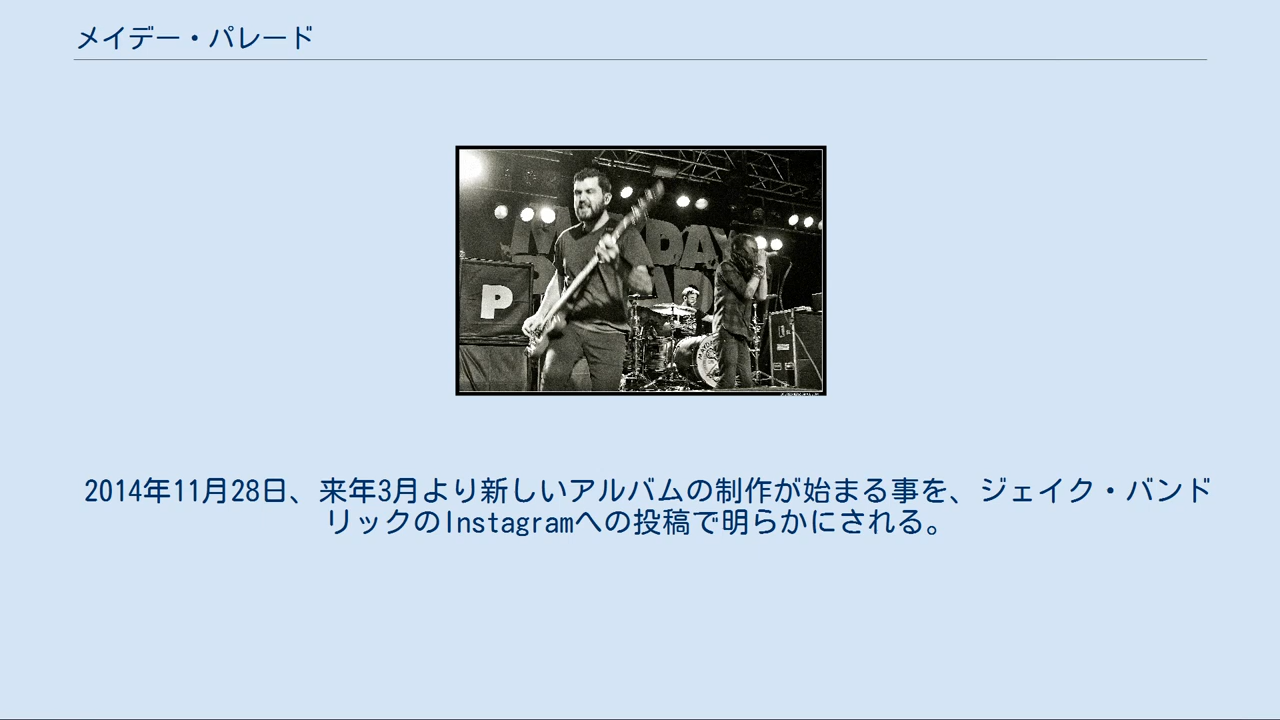 メイデー・パレード
MAYDAY
P
2014年11月28日、来年3月より新しいアルバムの制作が始まる事を、ジェイク・バンド
リックのInstagramへの投稿で明らかにされる。